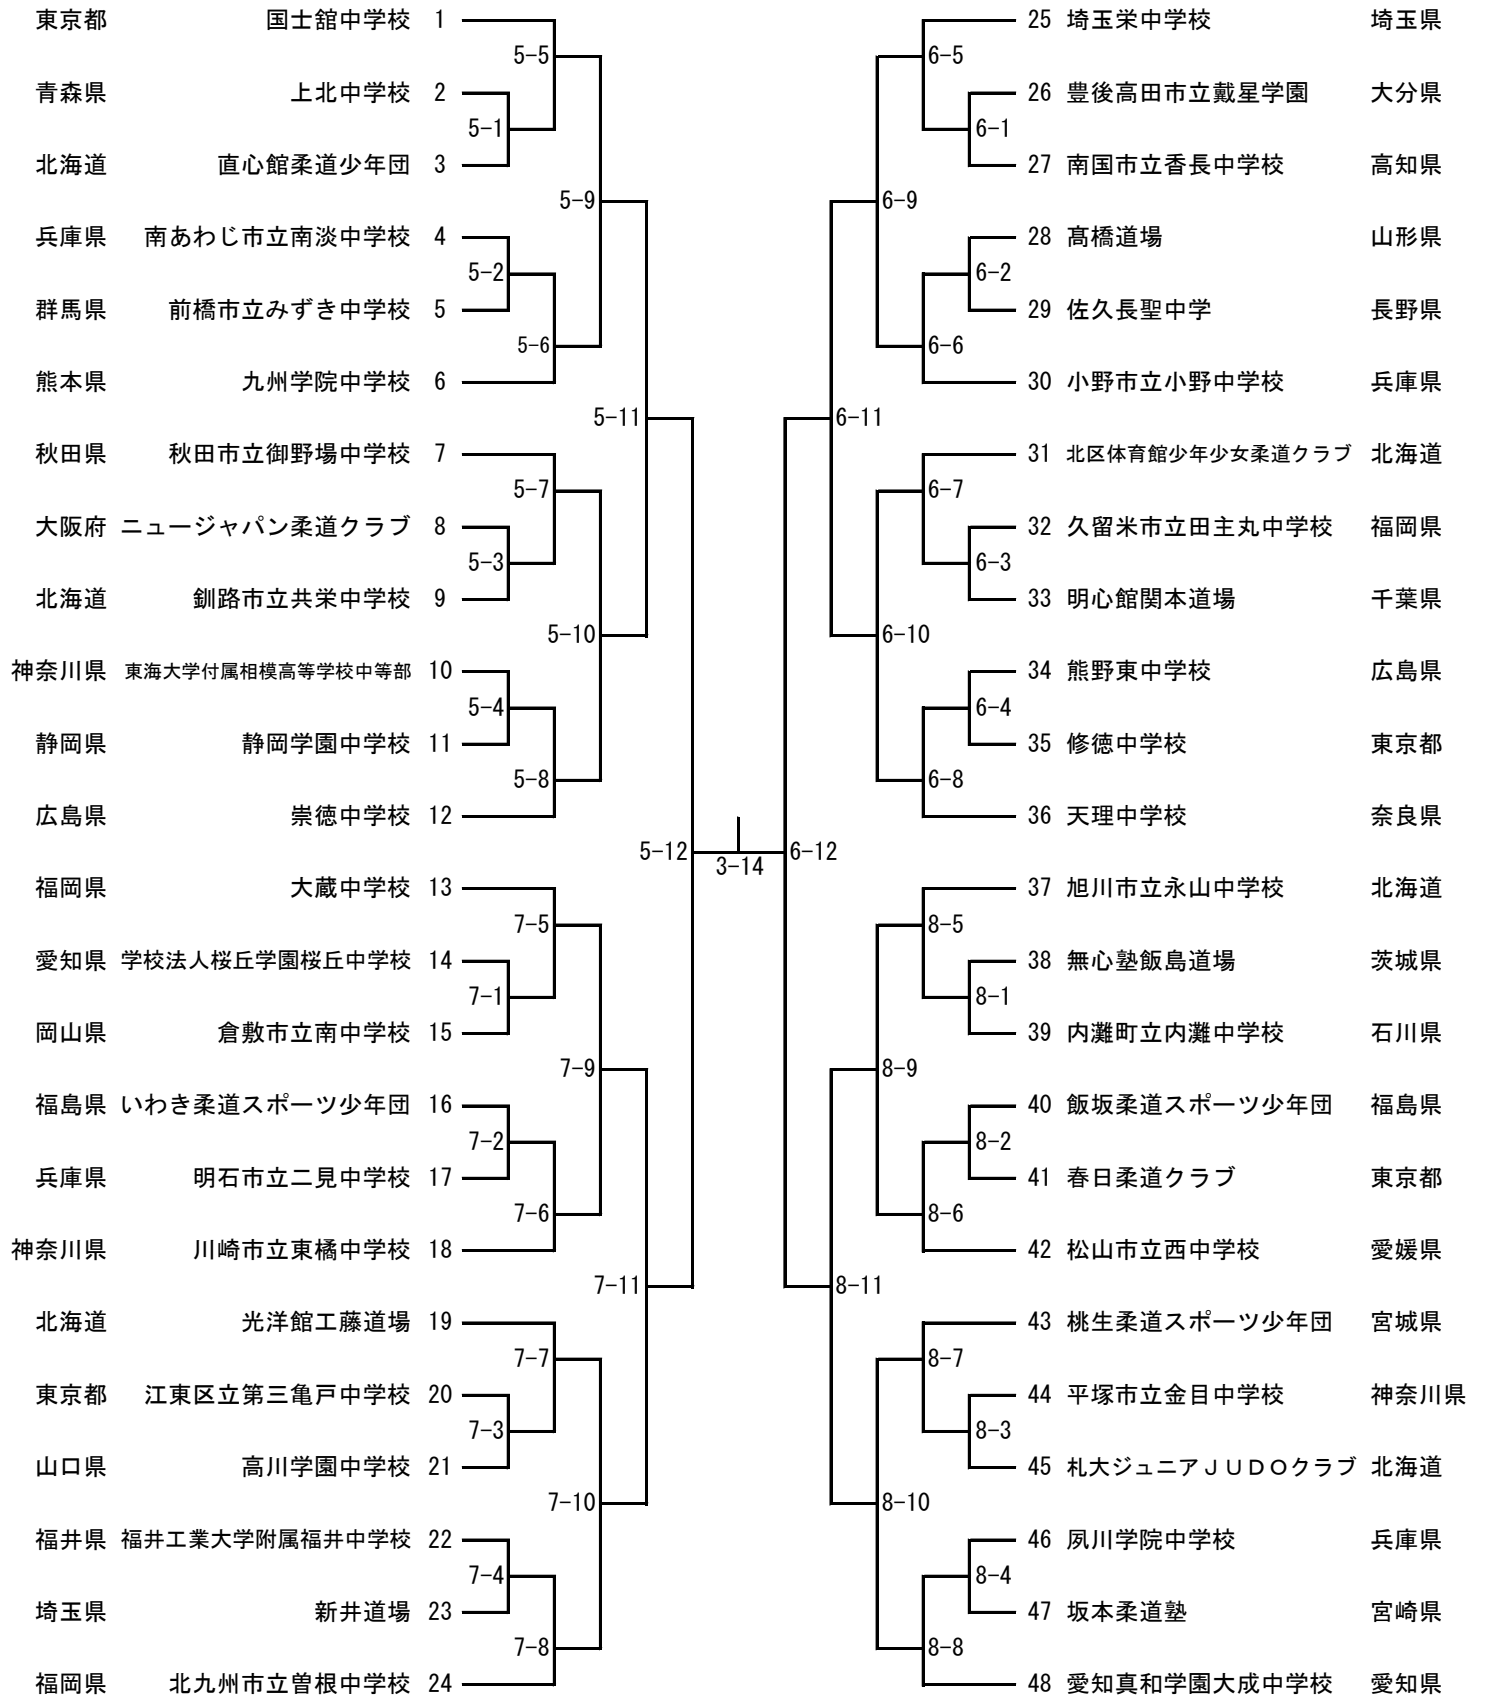 東京都 国士舘中学校 1
5-5
青森県 上北中学校 2
5-1
北海道 直心館柔道少年団 3
5-9
兵庫県 南あわじ市立南淡中学校 4
5-2
群馬県 前橋市立みずき中学校 5
5-6
熊本県 九州学院中学校 6
5-11
秋田県 秋田市立御野場中学校 7
5-7
大阪府 ニュージャパン柔道クラブ 8
5-3
北海道 釧路市立共栄中学校 9
5-10
神奈川県 東海大学付属相模高等学校中等部 10
5-4
静岡県 静岡学園中学校 11
5-8
広島県 崇徳中学校 12
5-12
福岡県 大蔵中学校 13
7-5
愛知県 学校法人桜丘学園桜丘中学校 14
7-1
岡山県 倉敷市立南中学校 15
7-9
福島県 いわき柔道スポーツ少年団 16
7-2
兵庫県 明石市立二見中学校 17
7-6
神奈川県 川崎市立東橘中学校 18
7-11
北海道 光洋館工藤道場 19
7-7
東京都 江東区立第三亀戸中学校 20
7-3
山口県 高川学園中学校 21
7-10
福井県 福井工業大学附属福井中学校 22
7-4
埼玉県 新井道場 23
7-8
福岡県 北九州市立曽根中学校 24
3-14
25 埼玉栄中学校 埼玉県
6-5
26 豊後高田市立戴星学園 大分県
6-1
27 南国市立香長中学校 高知県
6-9
28 髙橋道場 山形県
6-2
29 佐久長聖中学 長野県
6-6
30 小野市立小野中学校 兵庫県
6-11
31 北区体育館少年少女柔道クラブ 北海道
6-7
32 久留米市立田主丸中学校 福岡県
6-3
33 明心館関本道場 千葉県
6-10
34 熊野東中学校 広島県
6-4
35 修徳中学校 東京都
6-8
36 天理中学校 奈良県
6-12
37 旭川市立永山中学校 北海道
8-5
38 無心塾飯島道場 茨城県
8-1
39 内灘町立内灘中学校 石川県
8-9
40 飯坂柔道スポーツ少年団 福島県
8-2
41 春日柔道クラブ 東京都
8-6
42 松山市立西中学校 愛媛県
8-11
43 桃生柔道スポーツ少年団 宮城県
8-7
44 平塚市立金目中学校 神奈川県
8-3
45 札大ジュニアＪＵＤＯクラブ 北海道
8-10
46 夙川学院中学校 兵庫県
8-4
47 坂本柔道塾 宮崎県
8-8
48 愛知真和学園大成中学校 愛知県